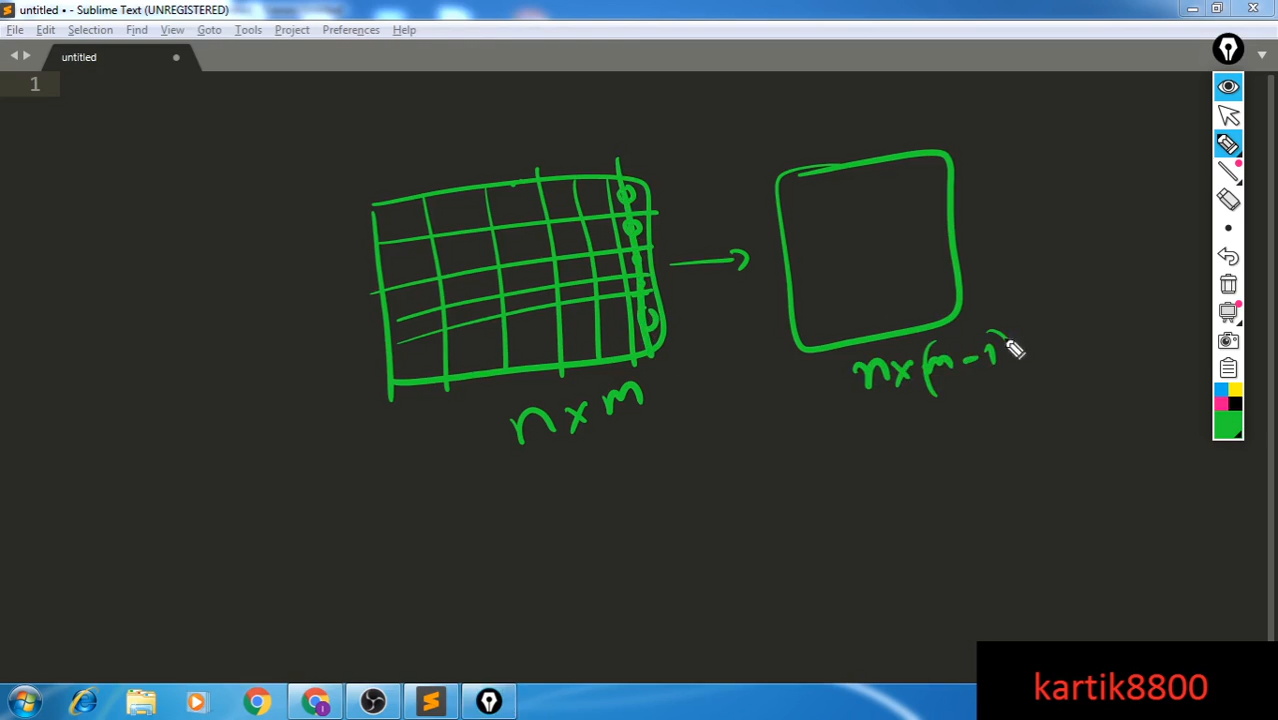 untitled • - Sublime Text (UNREGISTERED)
File Edit Selection Find View Goto Tools Project Preferences Help
untitled
1
n x m
n x (m - 1)
kartik8800